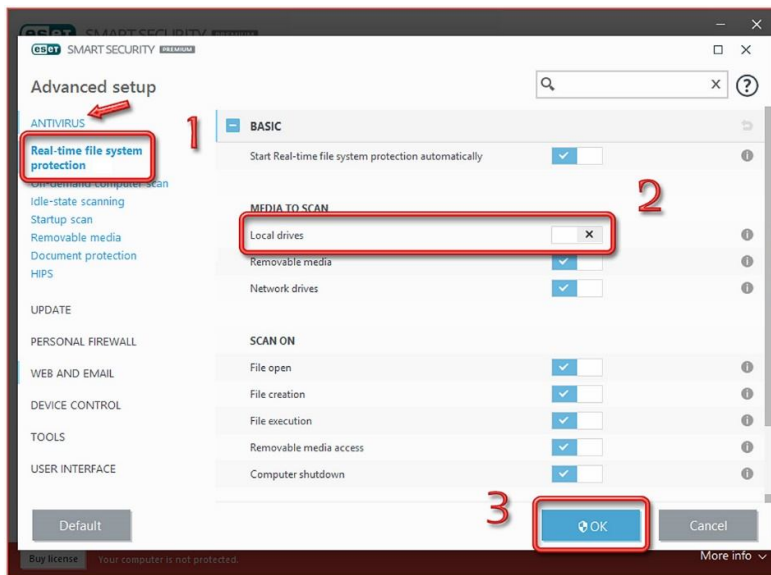 eset SMART SECURITY PREMIUM
eset SMART SECURITY PREMIUM
Advanced setup
ANTIVIRUS
1
Real-time file system
protection
On-demand computer scan
Idle-state scanning
Startup scan
Removable media
Document protection
HIPS
UPDATE
PERSONAL FIREWALL
WEB AND EMAIL
DEVICE CONTROL
TOOLS
USER INTERFACE
BASIC
Start Real-time file system protection automatically
2
MEDIA TO SCAN
Local drives
Removable media
Network drives
SCAN ON
File open
File creation
File execution
Removable media access
Computer shutdown
3
Default
OK
Cancel
Buy license
Your computer is not protected.
More info